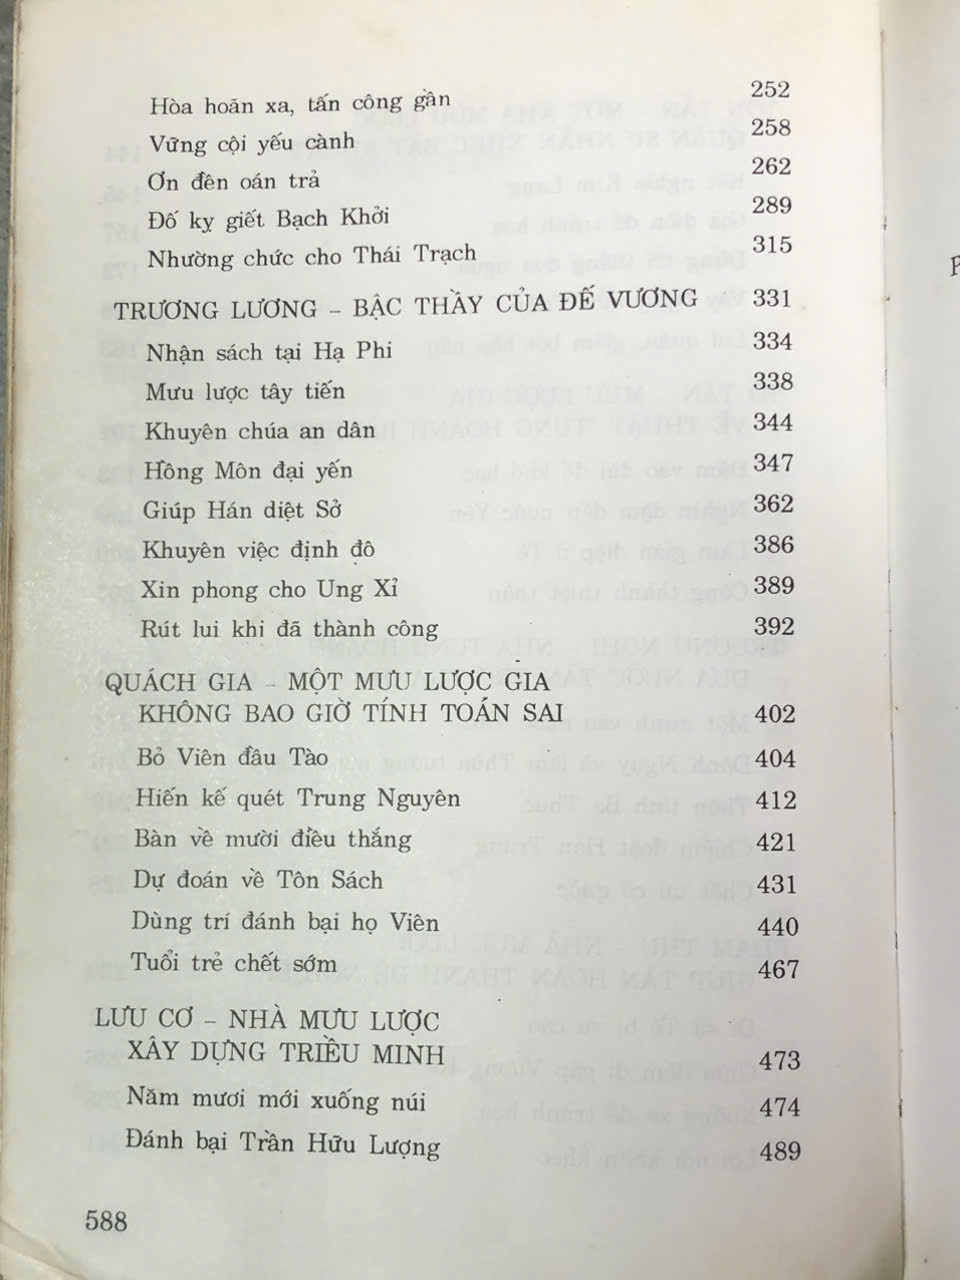 Hòa hoãn xa, tấn công gần 252
Vững cội yếu cành 258
Ơn đền oán trả 262
Đố kỵ giết Bạch Khởi 289
Nhường chức cho Thái Trạch 315
TRƯƠNG LƯƠNG – BẬC THẦY CỦA ĐẾ VƯƠNG 331
Nhận sách tại Hạ Phi 334
Mưu lược tây tiến 338
Khuyên chúa an dân 344
Hồng Môn đại yến 347
Giúp Hán diệt Sở 362
Khuyên việc định đô 386
Xin phong cho Ung Xỉ 389
Rút lui khi đã thành công 392
QUÁCH GIA – MỘT MƯU LƯỢC GIA
KHÔNG BAO GIỜ TÍNH TOÁN SAI 402
Bỏ Viên đầu Tào 404
Hiến kế quét Trung Nguyên 412
Bàn về mười điều thắng 421
Dự đoán về Tôn Sách 431
Dùng trí đánh bại họ Viên 440
Tuổi trẻ chết sớm 467
LƯU CƠ – NHÀ MƯU LƯỢC
XÂY DỰNG TRIỀU MINH 473
Năm mươi mới xuống núi 474
Đánh bại Trần Hữu Lượng 489
588